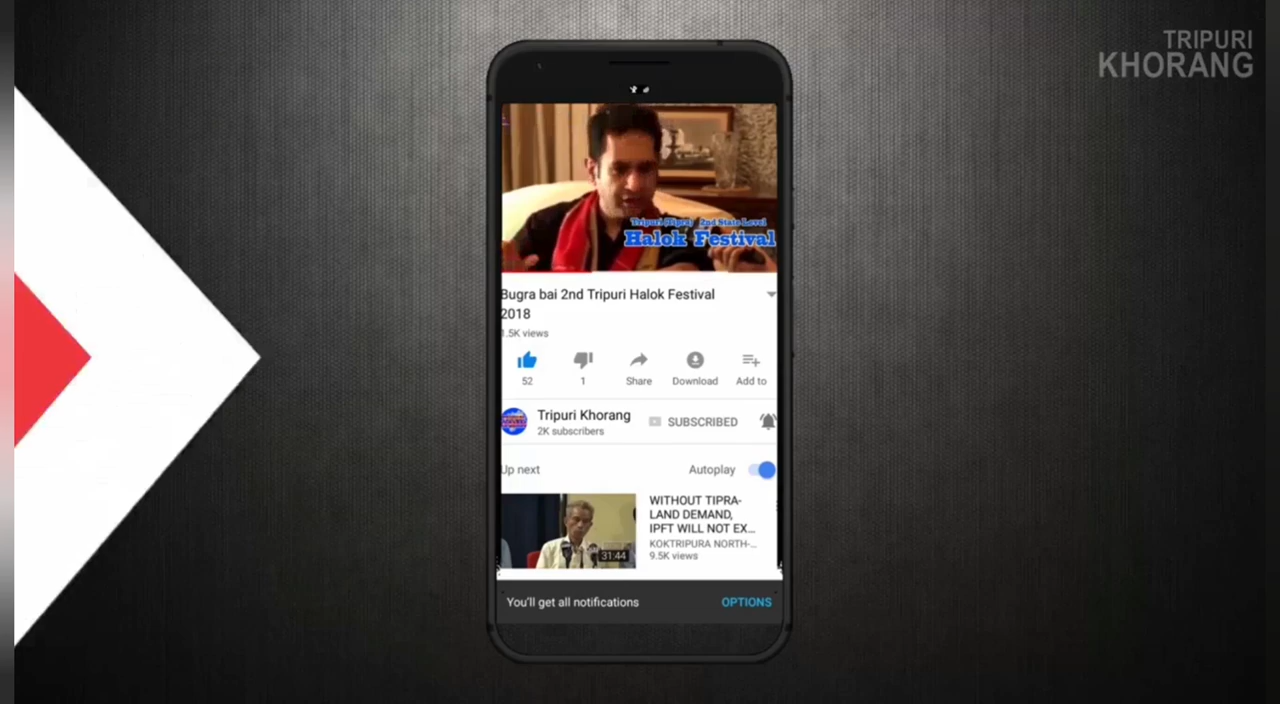 TRIPURI
KHORANG
Tripuri (Tipra) 2nd State Level
Halok Festival
Bugra bai 2nd Tripuri Halok Festival
2018
1.5K views
52
1
Share
Download
Add to
Tripuri Khorang
2K subscribers
SUBSCRIBED
Up next
Autoplay
WITHOUT TIPRA-
LAND DEMAND,
IPFT WILL NOT EX...
KOKTRIPURA NORTH-...
9.5K views
31:44
You'll get all notifications
OPTIONS